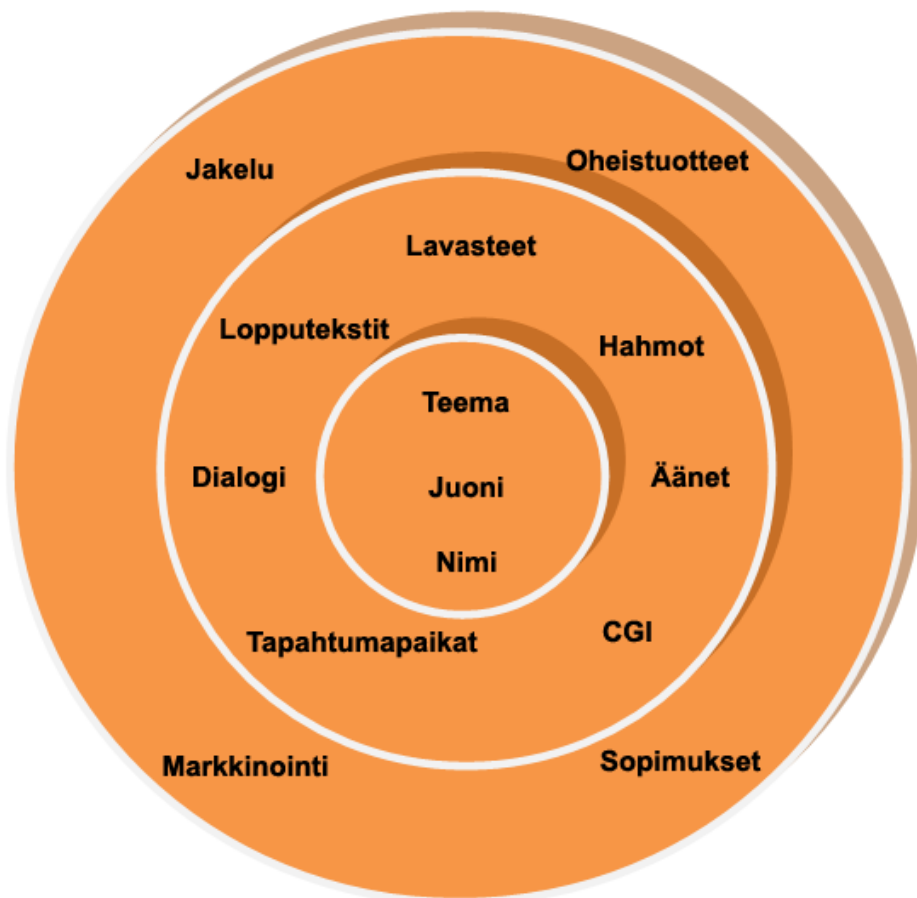 Jakelu
Oheistuotteet
Lavasteet
Lopputekstit
Hahmot
Teema
Dialogi
Juoni
Äänet
Nimi
Tapahtumapaikat
CGI
Markkinointi
Sopimukset